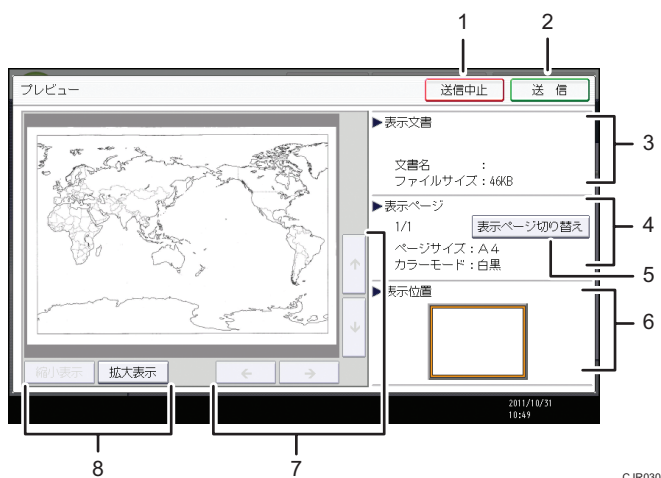 1
2
プレビュー
送信中止
送 信
▶表示文書
3
文書名 :
ファイルサイズ：46KB
▶表示ページ
4
1/1
表示ページ切り替え
ページサイズ：A4
カラーモード：白黒
5
▶表示位置
6
縮小表示
拡大表示
←
→
↑
↓
2011/10/31
10:49
8
7
CJR030